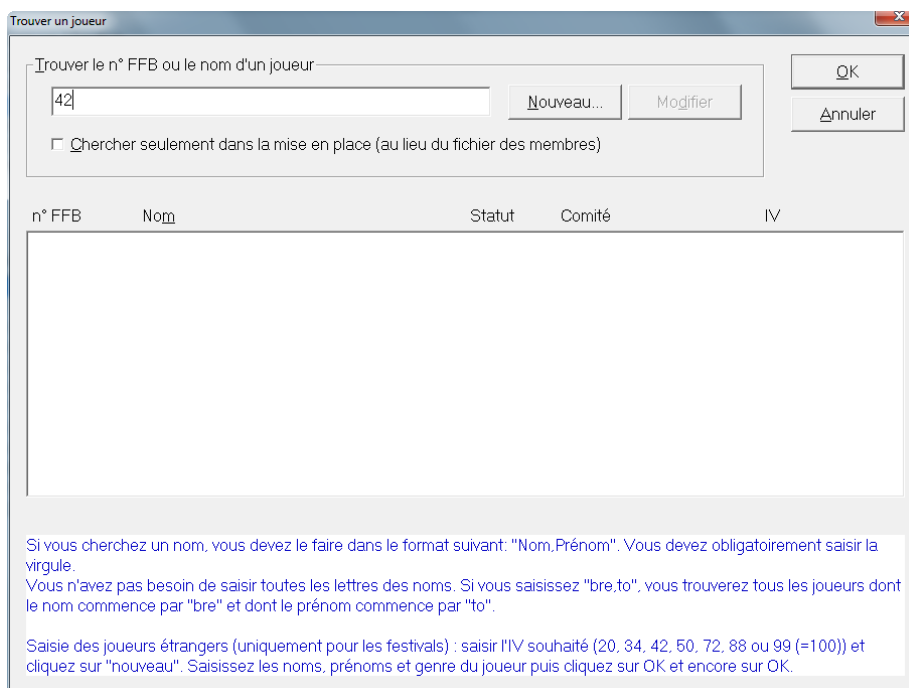 Trouver un joueur
Trouver le n° FFB ou le nom d'un joueur
42
Nouveau...
Modifier
OK
Annuler
Chercher seulement dans la mise en place (au lieu du fichier des membres)
n° FFB Nom Statut Comité IV
Si vous cherchez un nom, vous devez le faire dans le format suivant: "Nom,Prénom". Vous devez obligatoirement saisir la
virgule.
Vous n'avez pas besoin de saisir toutes les lettres des noms. Si vous saisissez "bre,to", vous trouverez tous les joueurs dont
le nom commence par "bre" et dont le prénom commence par "to".
Saisie des joueurs étrangers (uniquement pour les festivals) : saisir l'IV souhaité (20, 34, 42, 50, 72, 88 ou 99 (=100)) et
cliquez sur "nouveau". Saisissez les noms, prénoms et genre du joueur puis cliquez sur OK et encore sur OK.